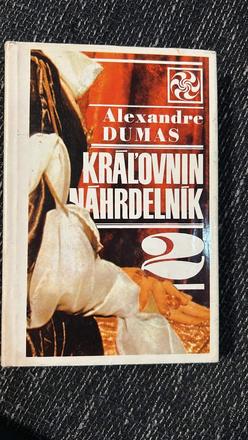 Alexandre
DUMAS
KRÁĽOVNIN
NÁHRDELNÍK
2